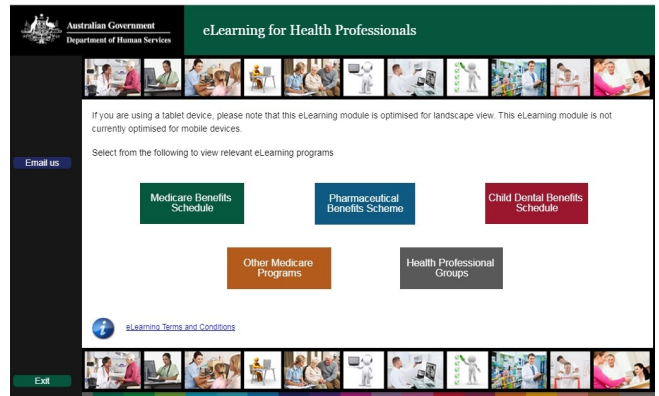 Australian Government
Department of Human Services
eLearning for Health Professionals
If you are using a tablet device, please note that this eLearning module is optimised for landscape view. This eLearning module is not
currently optimised for mobile devices.
Select from the following to view relevant eLearning programs
Email us
Medicare Benefits
Schedule
Pharmaceutical
Benefits Scheme
Child Dental Benefits
Schedule
Other Medicare
Programs
Health Professional
Groups
eLearning Terms and Conditions
Exit